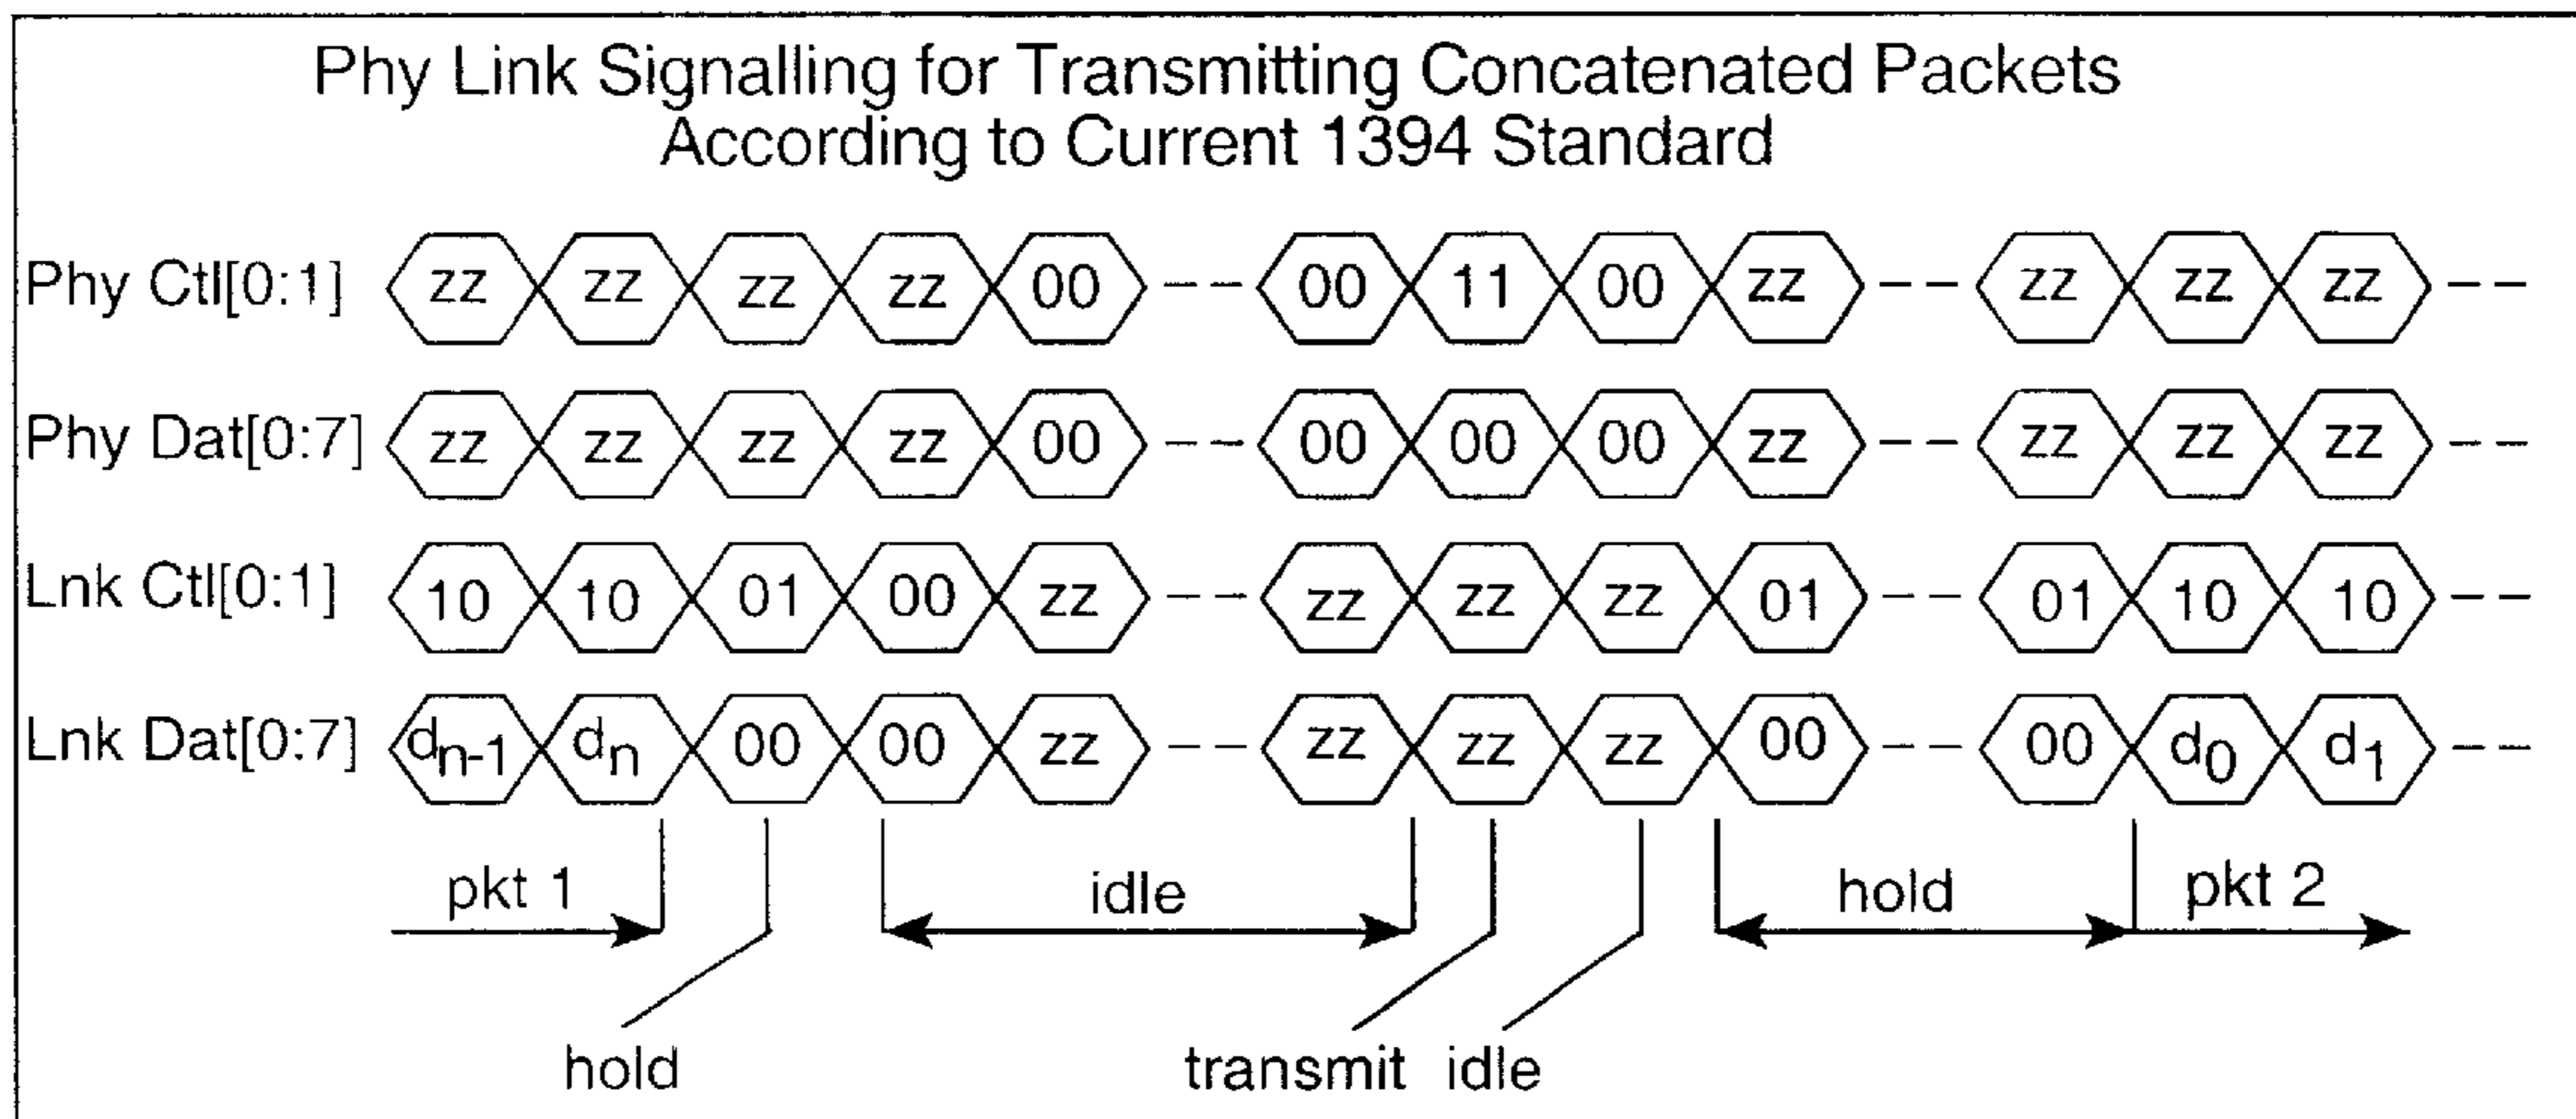 Phy Link Signalling for Transmitting Concatenated Packets
According to Current 1394 Standard
Phy Ctl[0:1] zz zz zz zz 00 -- 00 11 00 zz -- zz zz zz --
Phy Dat[0:7] zz zz zz zz 00 -- 00 00 00 zz -- zz zz zz --
Lnk Ctl[0:1] 10 10 01 00 zz -- zz zz zz 01 -- 01 10 10 --
Lnk Dat[0:7] dn-1 dn 00 00 zz -- zz zz zz 00 -- 00 d0 d1 --
pkt 1 idle hold pkt 2
hold transmit idle